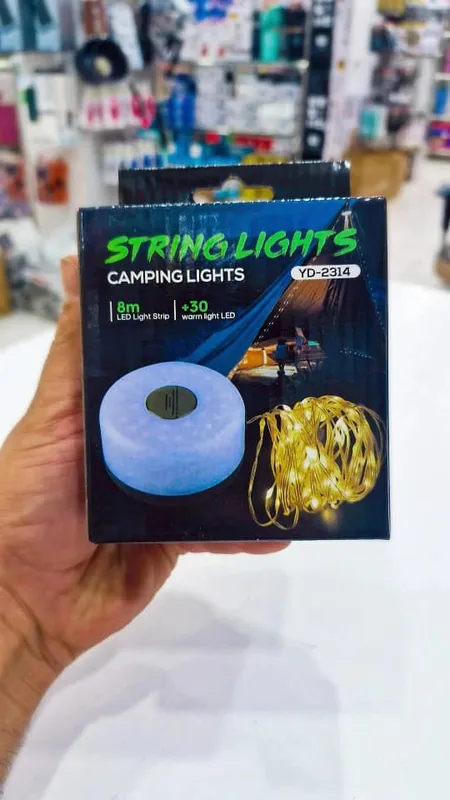 STRING LIGHTS
CAMPING LIGHTS
YD-2314
8m
LED Light Strip
+30
warm light LED